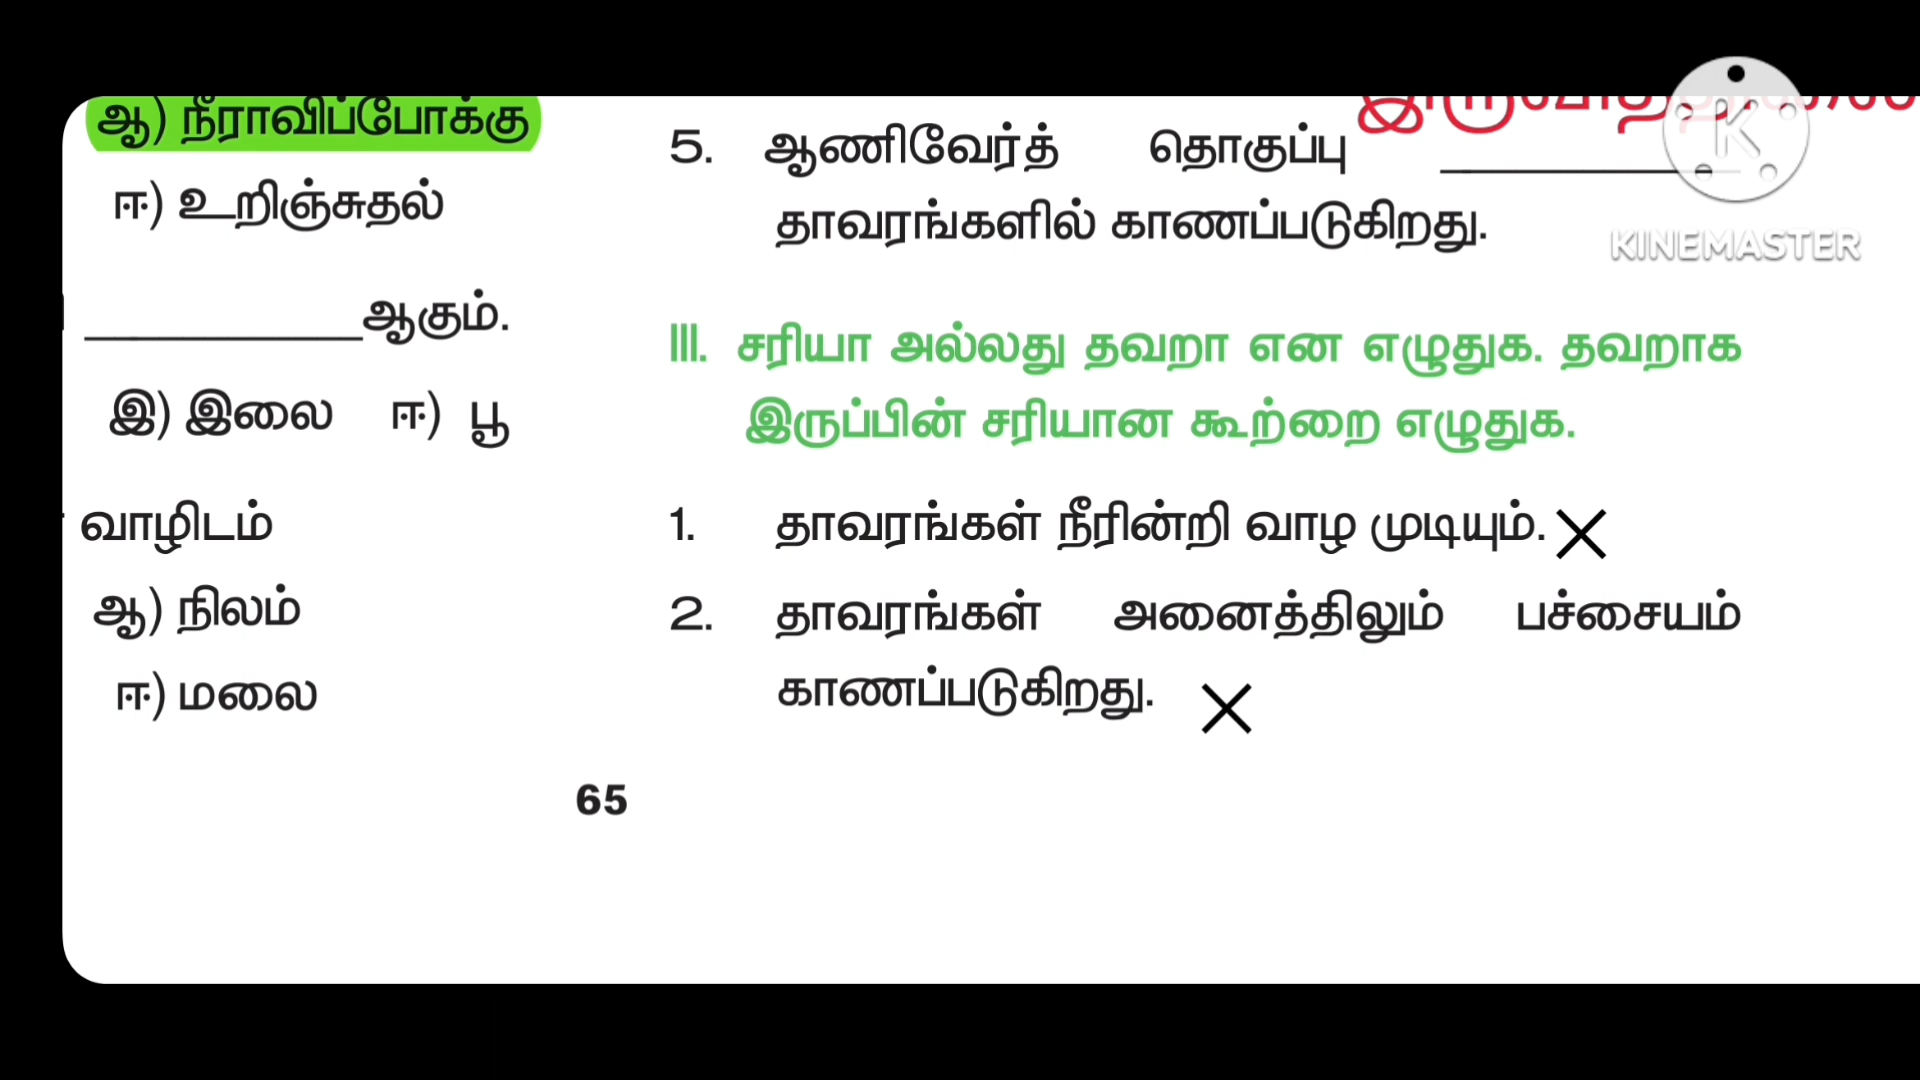 ஆ) நீராவிப்போக்கு
ஈ) உறிஞ்சுதல்
____________ஆகும்.
இ) இலை ஈ) பூ
வாழிடம்
ஆ) நிலம்
ஈ) மலை
5. ஆணிவேர்த் தொகுப்பு ____________
தாவரங்களில் காணப்படுகிறது.
III. சரியா அல்லது தவறா என எழுதுக. தவறாக
இருப்பின் சரியான கூற்றை எழுதுக.
1. தாவரங்கள் நீரின்றி வாழ முடியும். ✕
2. தாவரங்கள் அனைத்திலும் பச்சையம்
காணப்படுகிறது. ✕
65
K
KINEMASTER